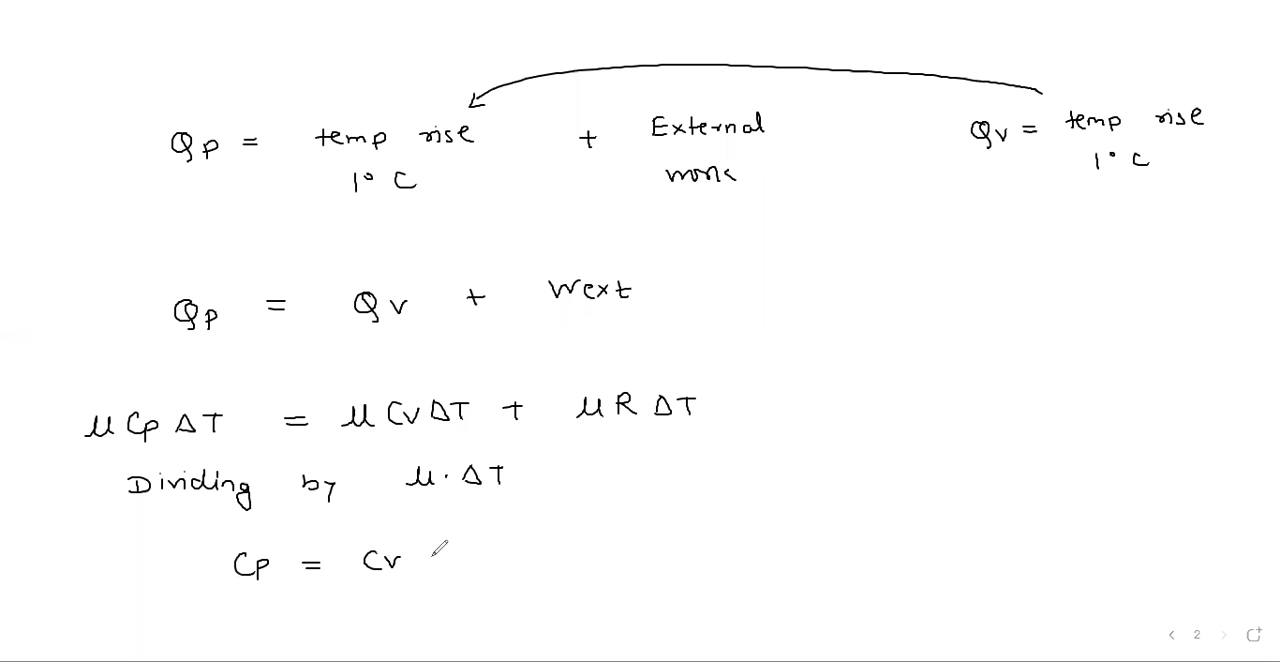 Qp = temp rise + External Qv = temp rise
1° C work 1° C
Qp = Qv + Wext
μ Cp ΔT = μ Cv ΔT + μ R ΔT
Dividing by μ. ΔT
Cp = Cv
2